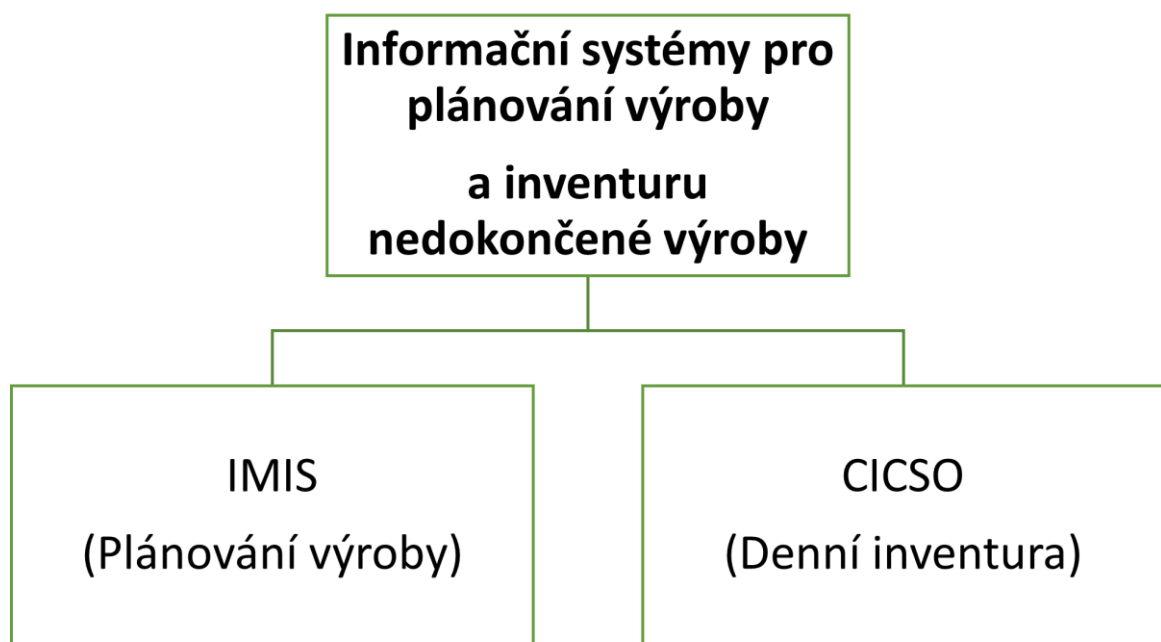 Informační systémy pro
plánování výroby
a inventuru
nedokončené výroby
IMIS
(Plánování výroby)
CICSO
(Denní inventura)